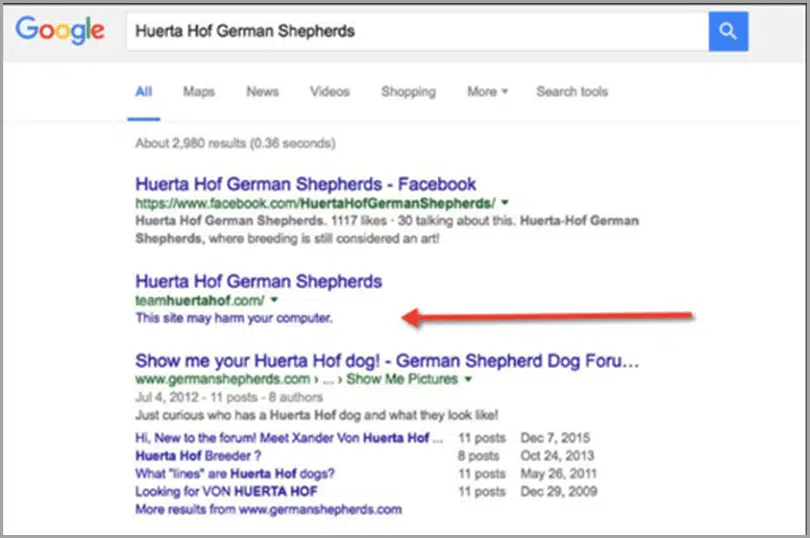 Google Huerta Hof German Shepherds
All Maps News Videos Shopping More Search tools
About 2,980 results (0.36 seconds)
Huerta Hof German Shepherds - Facebook
https://www.facebook.com/HuertaHofGermanShepherds/
Huerta Hof German Shepherds. 1117 likes · 30 talking about this. Huerta-Hof German
Shepherds, where breeding is still considered an art!
Huerta Hof German Shepherds
teamhuertahof.com/
This site may harm your computer.
Show me your Huerta Hof dog! - German Shepherd Dog Foru...
www.germanshepherds.com › ... › Show Me Pictures
Jul 4, 2012 - 11 posts - 8 authors
Just curious who has a Huerta Hof dog and what they look like!
Hi, New to the forum! Meet Xander Von Huerta Hof ... 11 posts Dec 7, 2015
Huerta Hof Breeder ? 8 posts Oct 24, 2013
What "lines" are Huerta Hof dogs? 11 posts May 26, 2011
Looking for VON HUERTA HOF 11 posts Dec 29, 2009
More results from www.germanshepherds.com